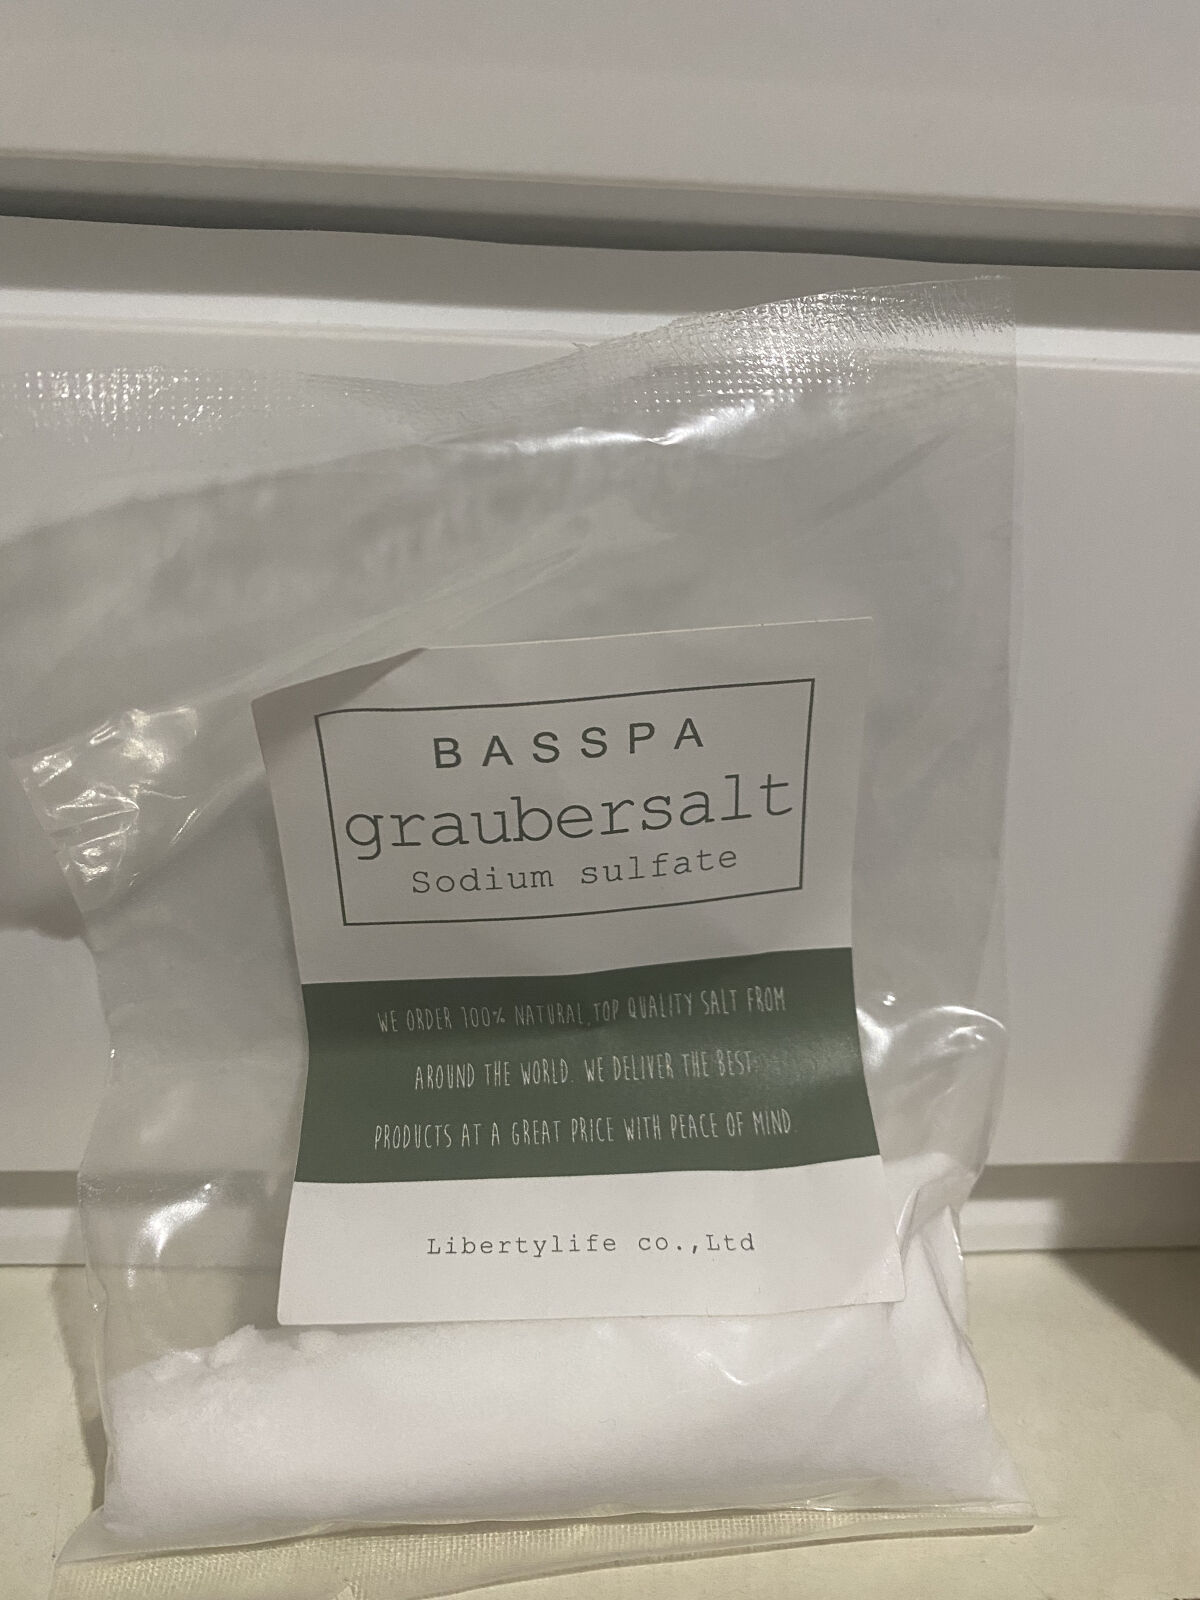 BASSPA
graubersalt
Sodium sulfate
WE ORDER 100% NATURAL,TOP QUALITY SALT FROM
AROUND THE WORLD. WE DELIVER THE BEST
PRODUCTS AT A GREAT PRICE WITH PEACE OF MIND.
Libertylife co.,Ltd